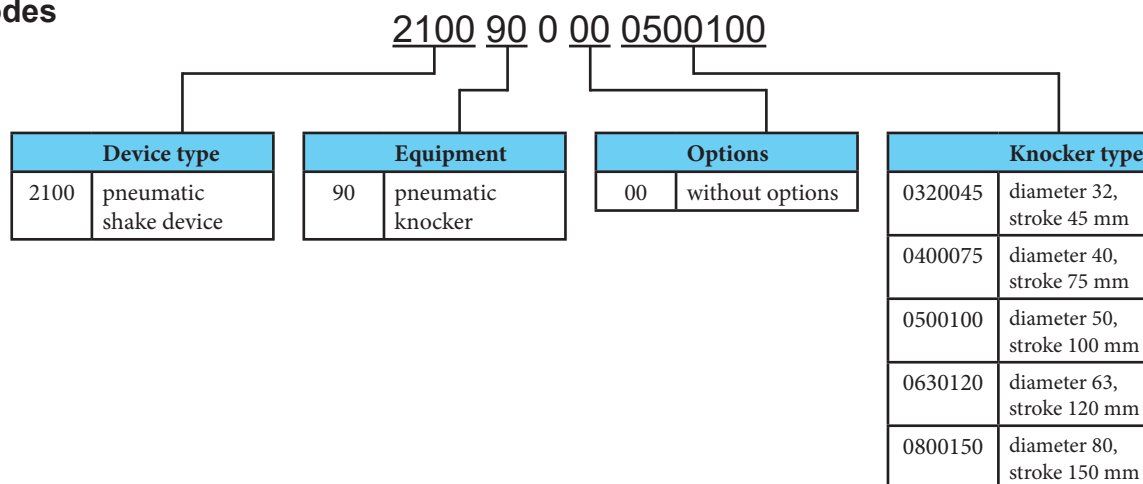 odes
2100 90 0 00 0500100
Device type
2100 pneumatic
shake device
Equipment
90 pneumatic
knocker
Options
00 without options
Knocker type
0320045 diameter 32,
stroke 45 mm
0400075 diameter 40,
stroke 75 mm
0500100 diameter 50,
stroke 100 mm
0630120 diameter 63,
stroke 120 mm
0800150 diameter 80,
stroke 150 mm